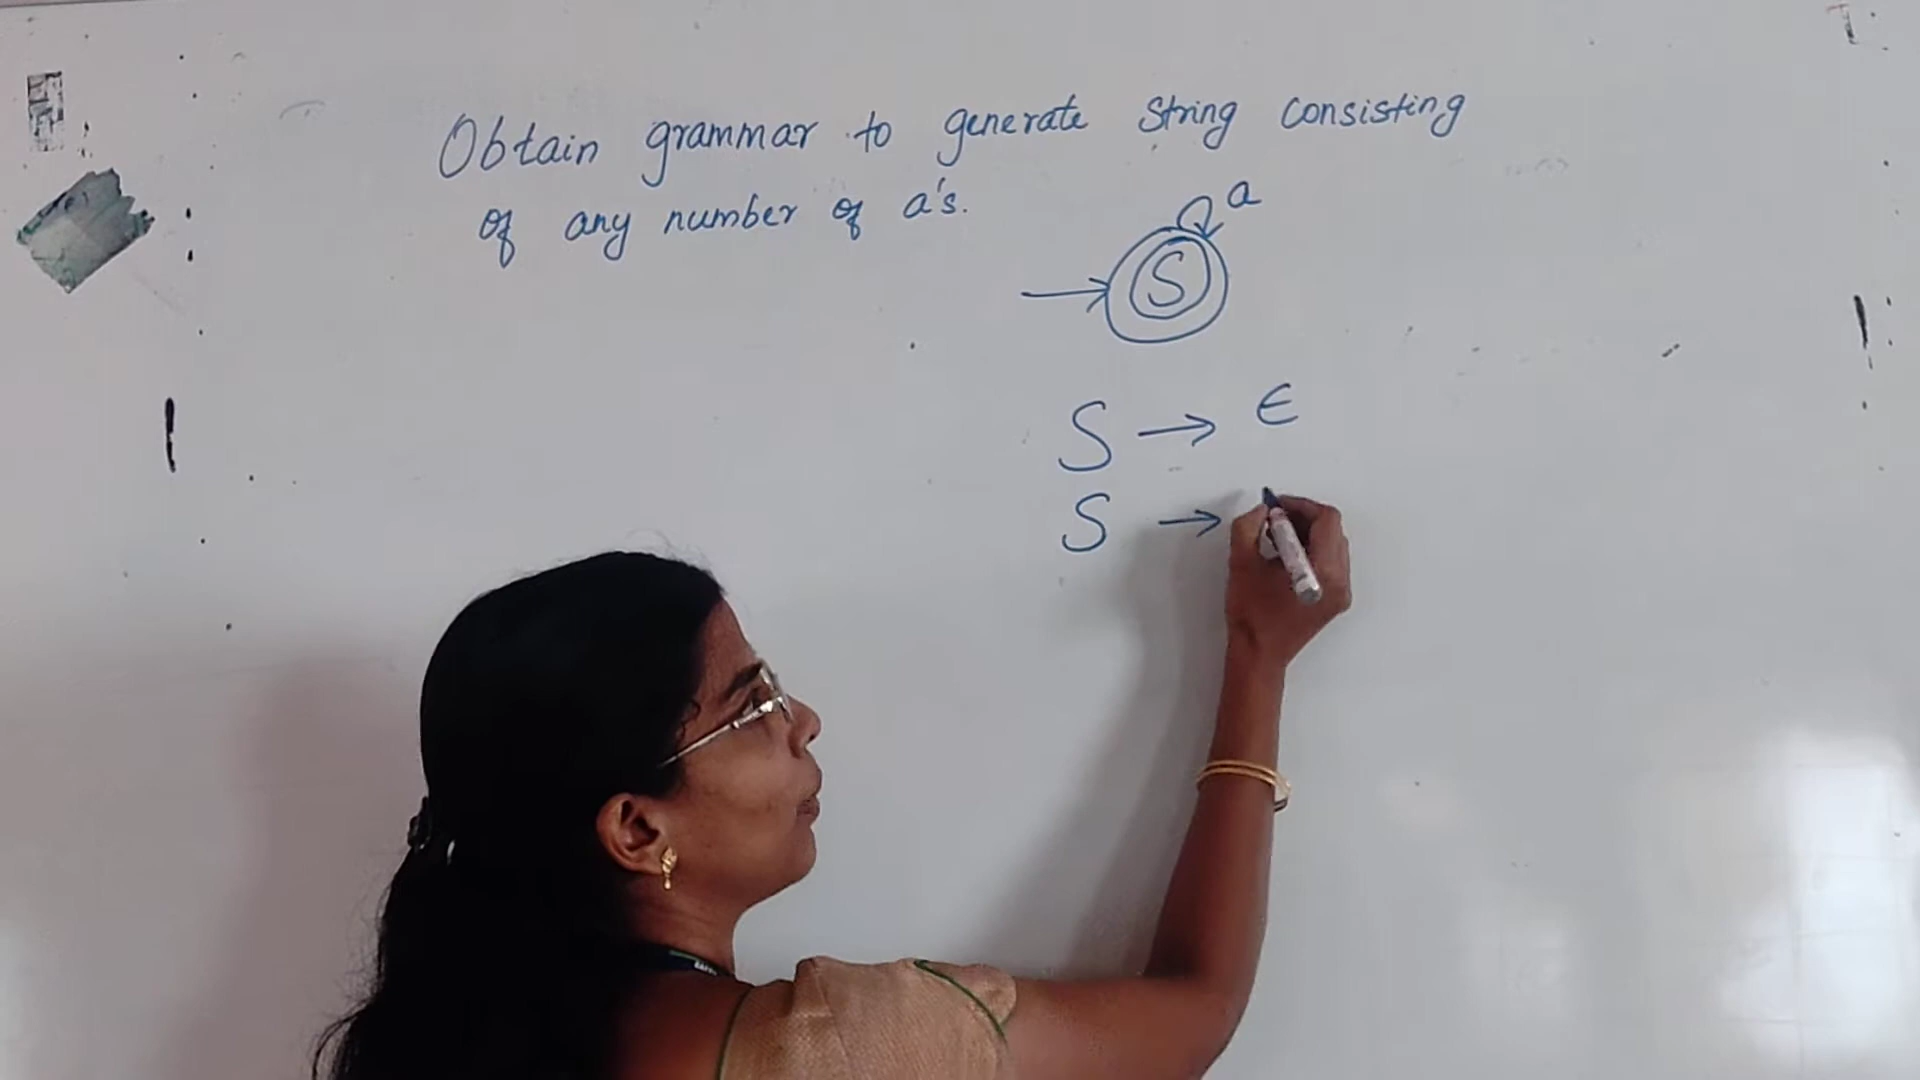 Obtain grammar to generate String consisting
of any number of a's.
a
S
S → ϵ
S →